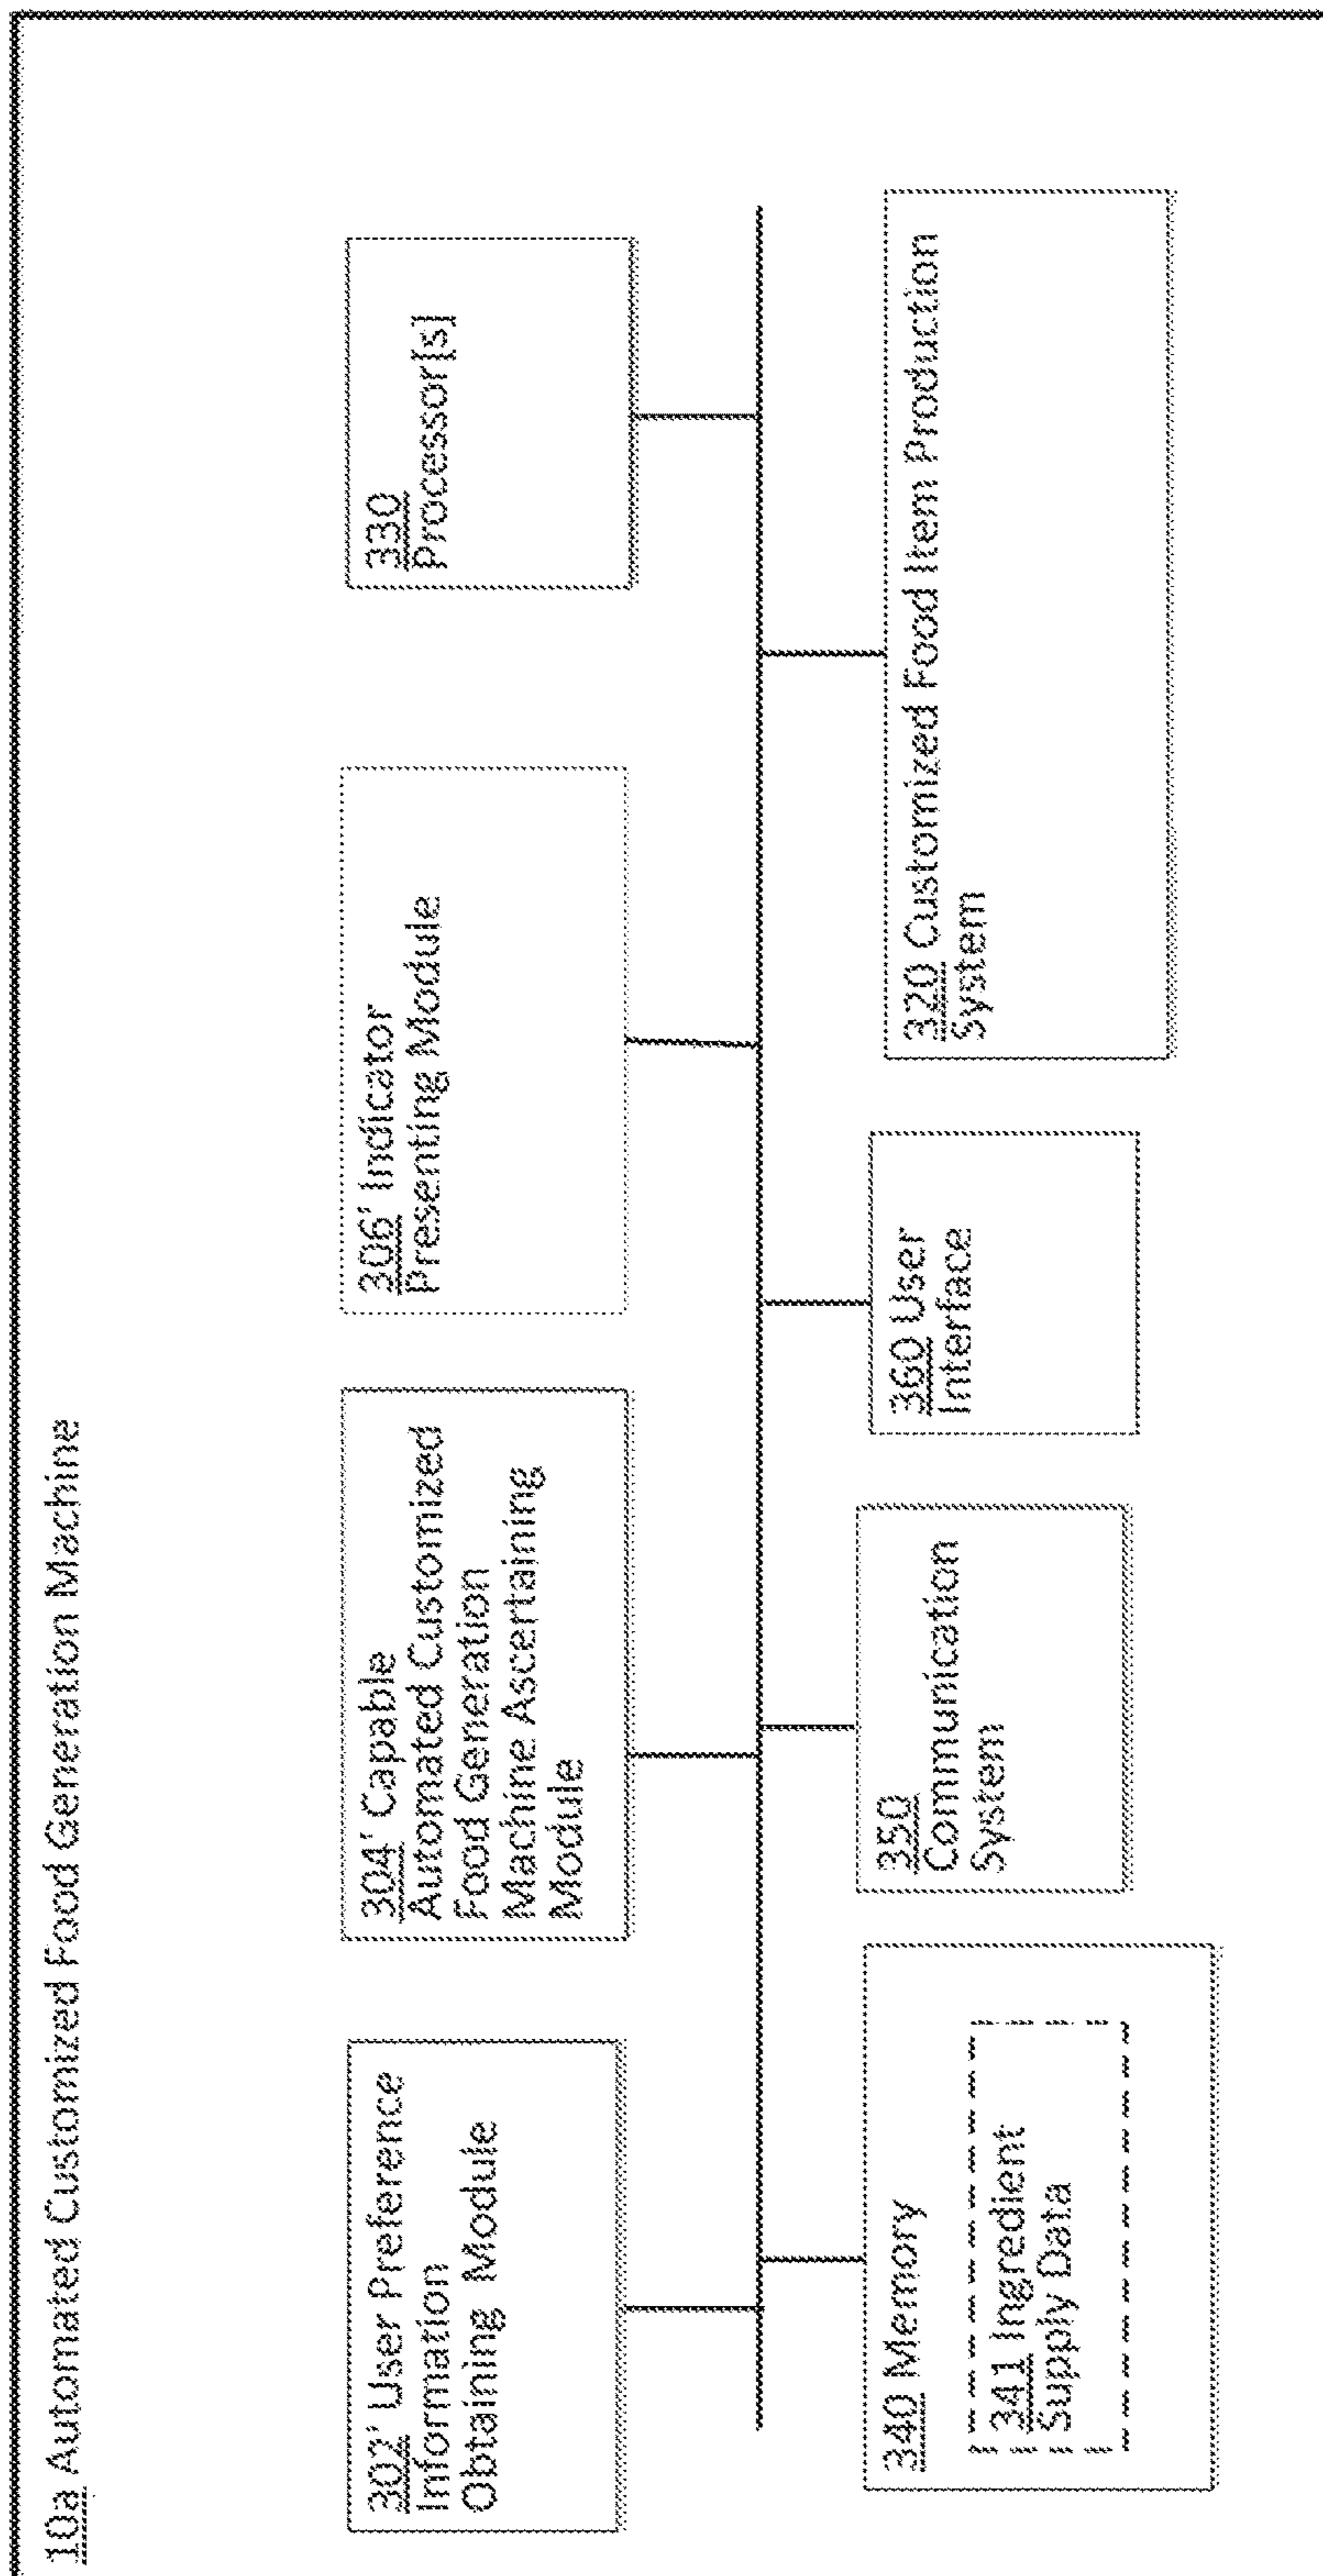 10a Automated Customized Food Generation Machine
302' User Preference
Information
Obtaining Module
304' Capable
Automated Customized
Food Generation
Machine Ascertaining
Module
306' Indicator
Presenting Module
330
Processor[s]
340 Memory
341 Ingredient
Supply Data
350
Communication
System
360 User
Interface
320 Customized Food Item Production
System